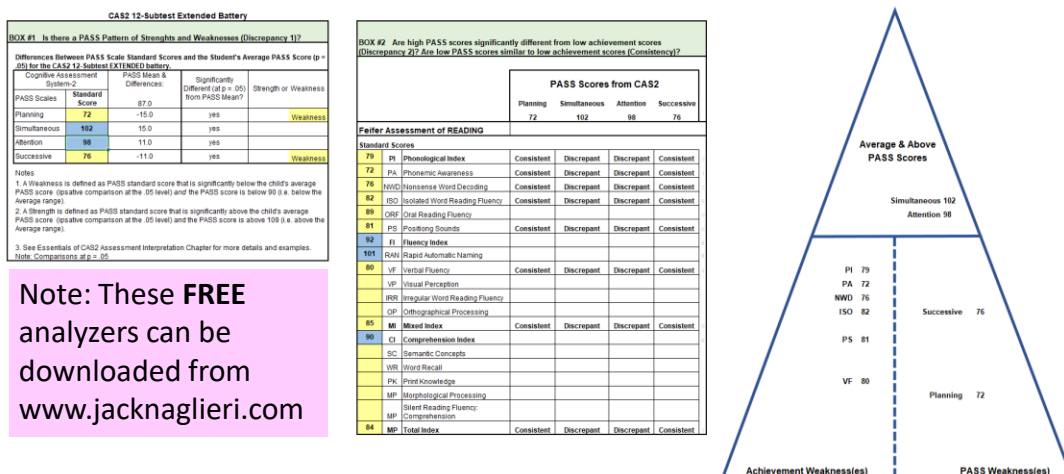 CAS2 12-Subtest Extended Battery
BOX #1 Is there a PASS Pattern of Strenghts and Weaknesses (Discrepancy 1)?
Differences Between PASS Scale Standard Scores and the Student's Average PASS Score (p =
.05) for the CAS2 12-Subtest EXTENDED battery.
Cognitive Assessment System-2 PASS Mean & Differences: Significantly Different (at p = .05) from PASS Mean? Strength or Weakness
PASS Scales Standard Score 87.0
Planning 72 -15.0 yes Weakness
Simultaneous 102 15.0 yes
Attention 98 11.0 yes
Successive 76 -11.0 yes Weakness
Notes
1. A Weakness is defined as PASS standard score that is significantly below the child's average
PASS score (ipsative comparison at the .05 level) and the PASS score is below 90 (i.e. below the
Average range).
2. A Strength is defined as PASS standard score that is significantly above the child's average
PASS score (ipsative comparison at the .05 level) and the PASS score is above 109 (i.e. above the
Average range).
3. See Essentials of CAS2 Assessment Interpretation Chapter for more details and examples.
Note: Comparisons at p = .05
Note: These FREE
analyzers can be
downloaded from
www.jacknaglieri.com
BOX #2 Are high PASS scores significantly different from low achievement scores
(Discrepancy 2)? Are low PASS scores similar to low achievement scores (Consistency)?
PASS Scores from CAS2
Planning Simultaneous Attention Successive
72 102 98 76
Feifer Assessment of READING
Standard Scores
79 PI Phonological Index Consistent Discrepant Discrepant Consistent
72 PA Phonemic Awareness Consistent Discrepant Discrepant Consistent
76 NWD Nonsense Word Decoding Consistent Discrepant Discrepant Consistent
82 ISO Isolated Word Reading Fluency Consistent Discrepant Discrepant Consistent
89 ORF Oral Reading Fluency
81 PS Positiong Sounds Consistent Discrepant Discrepant Consistent
92 FI Fluency Index
101 RAN Rapid Automatic Naming
80 VF Verbal Fluency Consistent Discrepant Discrepant Consistent
VP Visual Perception
IRR Irregular Word Reading Fluency
OP Orthographical Processing
85 MI Mixed Index Consistent Discrepant Discrepant Consistent
90 CI Comprehension Index
SC Semantic Concepts
WR Word Recall
PK Print Knowledge
MP Morphological Processing
Silent Reading Fluency:
MP Comprehension
84 MP Total Index Consistent Discrepant Discrepant Consistent
Average & Above
PASS Scores
Simultaneous 102
Attention 98
PI 79
PA 72
NWD 76
ISO 82
Successive 76
PS 81
VF 80
Planning 72
Achievement Weakness(es)
PASS Weakness(es)